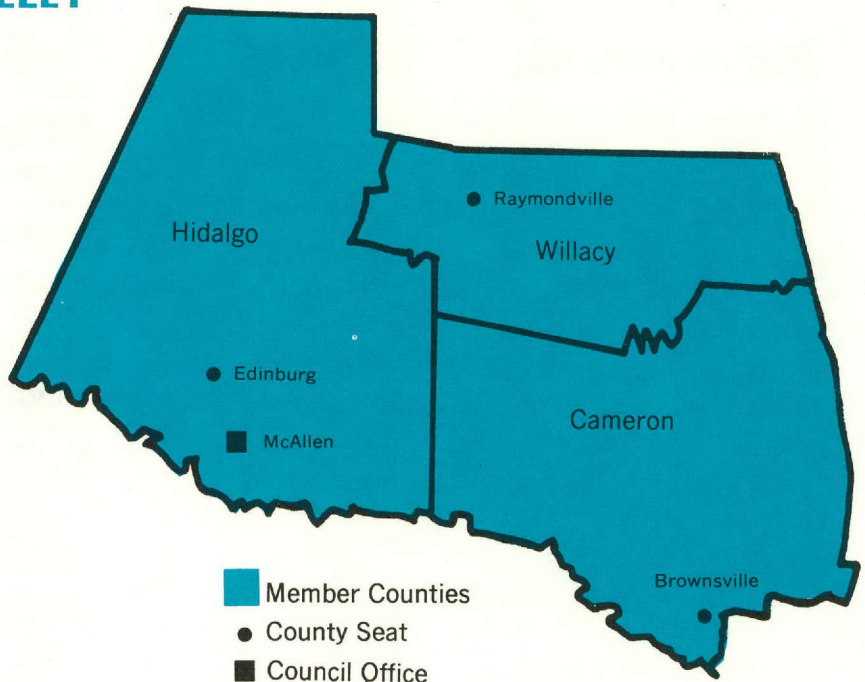 Raymondville
Hidalgo
Willacy
Edinburg
Cameron
McAllen
Brownsville
Member Counties
County Seat
Council Office